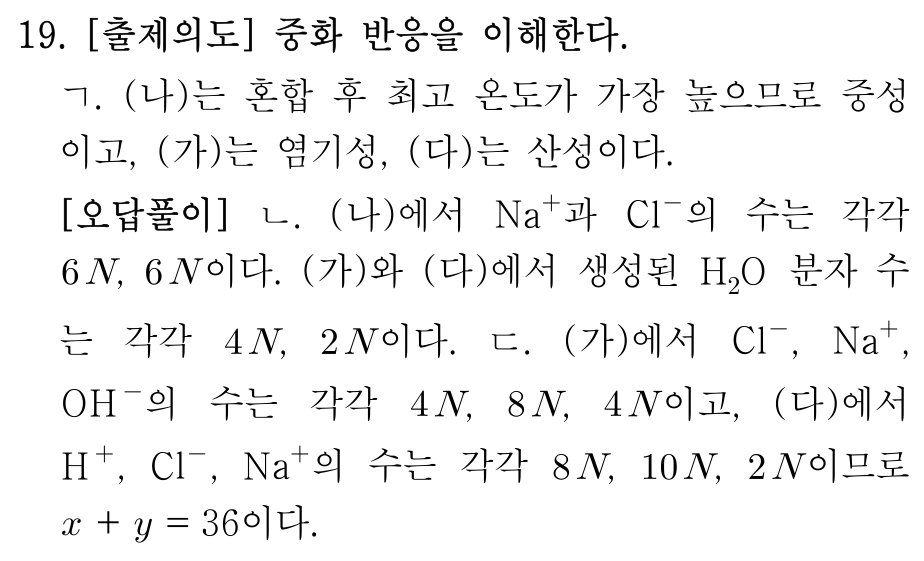 19. [출제의도] 중화 반응을 이해한다.
ㄱ. (나)는 혼합 후 최고 온도가 가장 높으므로 중성
이고, (가)는 염기성, (다)는 산성이다.
[오답풀이] ㄴ. (나)에서 Na⁺과 Cl⁻의 수는 각각
6N, 6N이다. (가)와 (다)에서 생성된 H₂O 분자 수
는 각각 4N, 2N이다. ㄷ. (가)에서 Cl⁻, Na⁺,
OH⁻의 수는 각각 4N, 8N, 4N이고, (다)에서
H⁺, Cl⁻, Na⁺의 수는 각각 8N, 10N, 2N이므로
x + y = 36이다.